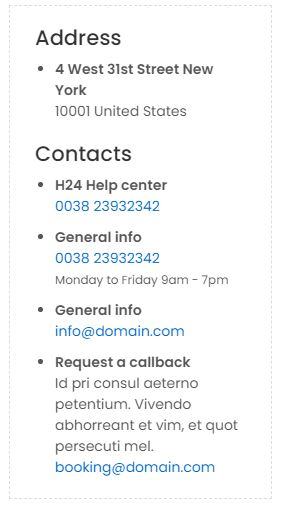 Address
4 West 31st Street New
York
10001 United States
Contacts
H24 Help center
0038 23932342
General info
0038 23932342
Monday to Friday 9am - 7pm
General info
info@domain.com
Request a callback
Id pri consul aeterno
petentium. Vivendo
abhorreant et vim, et quot
persecuti mel.
booking@domain.com